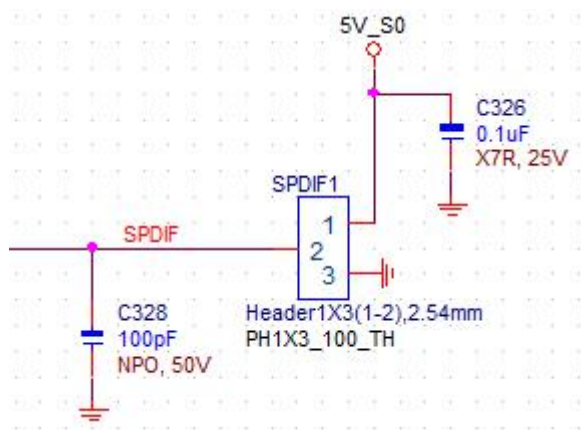 5V_S0
C326
0.1uF
X7R, 25V
SPDIF1
1
SPDIF
2
3
C328
100pF
NPO, 50V
Header1X3(1-2),2.54mm
PH1X3_100_TH